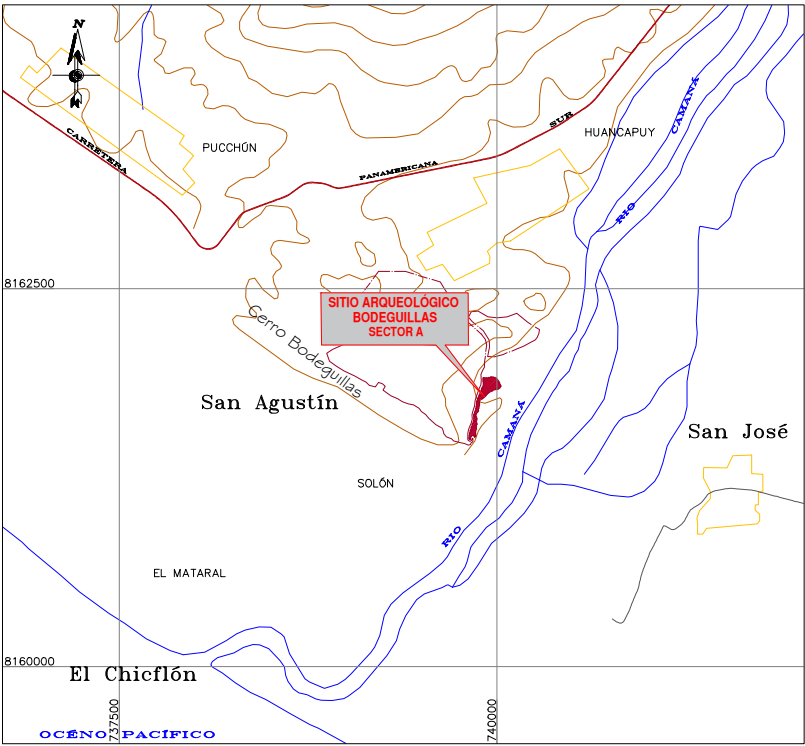 N
CARRETERA
PUCCHÚN
PANAMERICANA
SUR
HUANCAPUY
CAMANÁ
RIO
8162500
SITIO ARQUEOLÓGICO
BODEGUILLAS
SECTOR A
Cerro Bodeguillas
San Agustín
CAMANÁ
San José
SOLÓN
RIO
EL MATARAL
8160000
El Chicflón
737500
740000
OCÉNO PACÍFICO